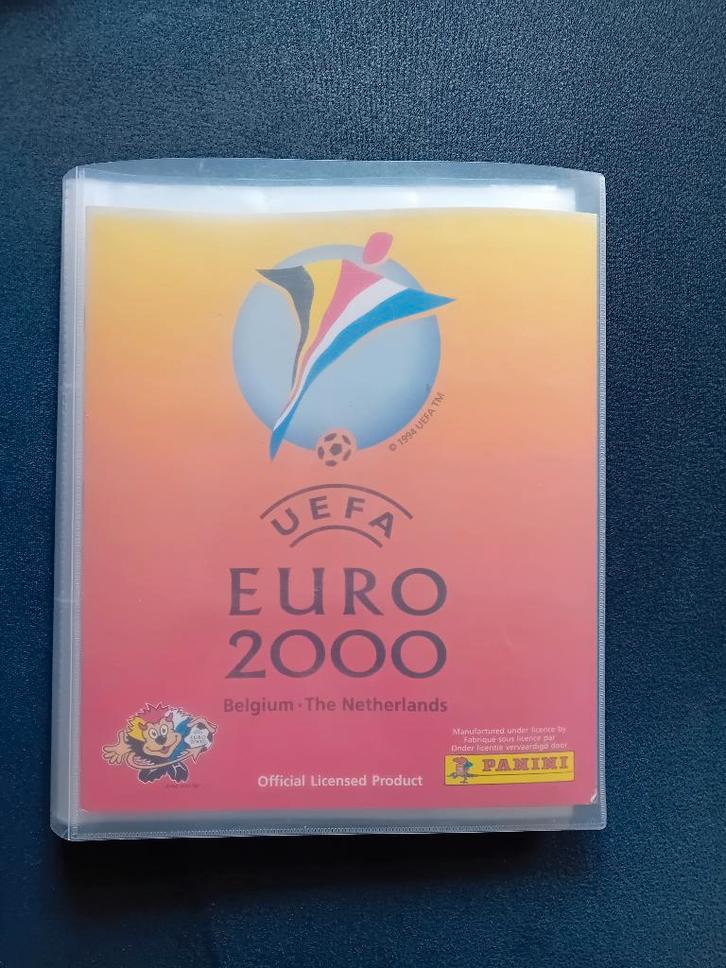 © 1994 UEFA TM
UEFA
EURO
2000
Belgium · The Netherlands
Manufactured under licence by
Fabriqué sous licence par
Onder licentie vervaardigd door
PANINI
Official Licensed Product